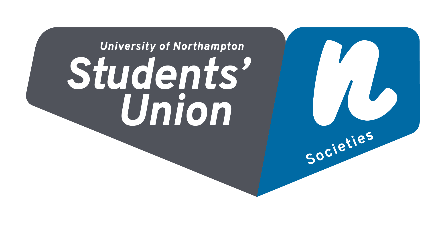 University of Northampton
Students’
Union
n
Societies